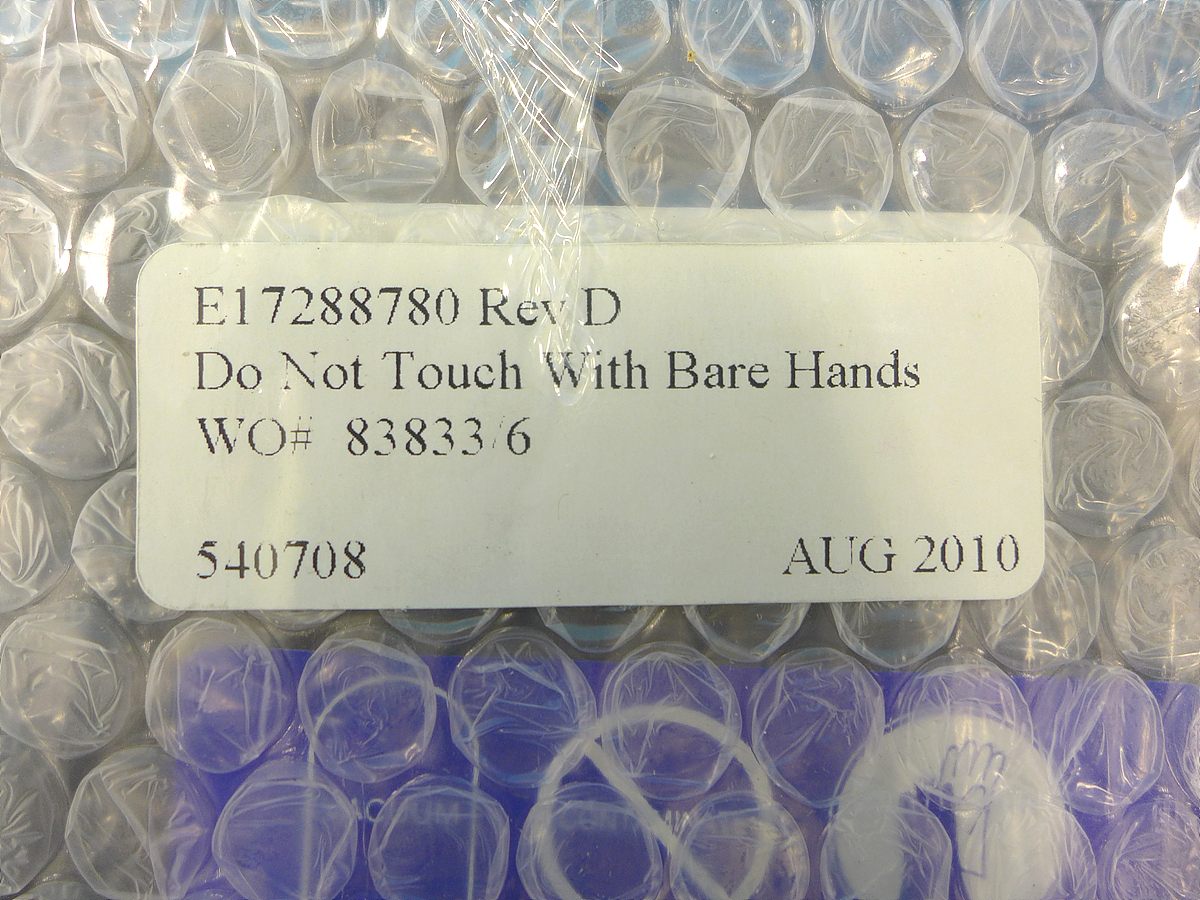 E17288780 Rev D
Do Not Touch With Bare Hands
WO# 83833/6
540708 AUG 2010